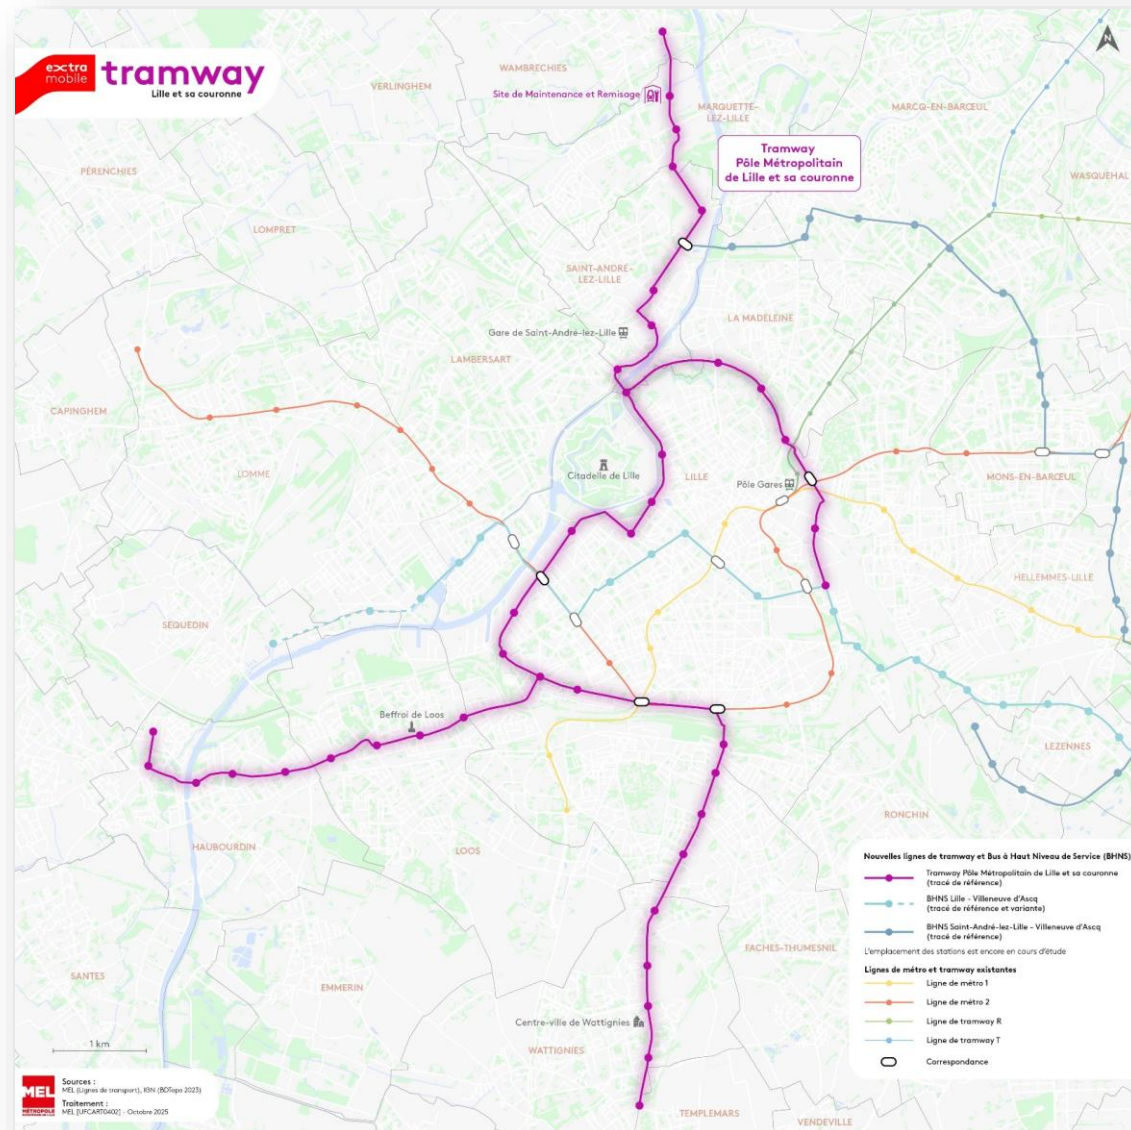 extra
mobile
tramway
Lille et sa couronne
WAMBRECHIES
VERLINGHEM
Site de Maintenance et Remisage
MARQUETTE-
LEZ-LILLE
MARCQ-EN-BARŒUL
N
Tramway
Pôle Métropolitain
de Lille et sa couronne
PÉRENCHIES
WASQUEHAL
LOMPRET
SAINT-ANDRÉ-
LEZ-LILLE
LA MADELEINE
Gare de Saint-André-lez-Lille
LAMBERSART
CAPINGHEM
LOMME
Citadelle de Lille
LILLE
Pôle Gares
MONS-EN-BARŒUL
HELLEMMES-LILLE
SEQUEDIN
Beffroi de Loos
LEZENNES
RONCHIN
HAUBOURDIN
LOOS
Nouvelles lignes de tramway et Bus à Haut Niveau de Service (BHNS)
Tramway Pôle Métropolitain de Lille et sa couronne
(tracé de référence)
BHNS Lille - Villeneuve d'Ascq
(tracé de référence et variante)
BHNS Saint-André-lez-Lille - Villeneuve d'Ascq
(tracé de référence)
L'emplacement des stations est encore en cours d'étude
Lignes de métro et tramway existantes
Ligne de métro 1
Ligne de métro 2
Ligne de tramway R
Ligne de tramway T
Correspondance
FACHES-THUMESNIL
SANTES
EMMERIN
Centre-ville de Wattignies
WATTIGNIES
1 km
MEL
MÉTROPOLE
Sources :
MEL (Lignes de transport), IGN (BDTopo 2023)
Traitement :
MEL [UFCART0402] - Octobre 2025
TEMPLEMARS
VENDEVILLE